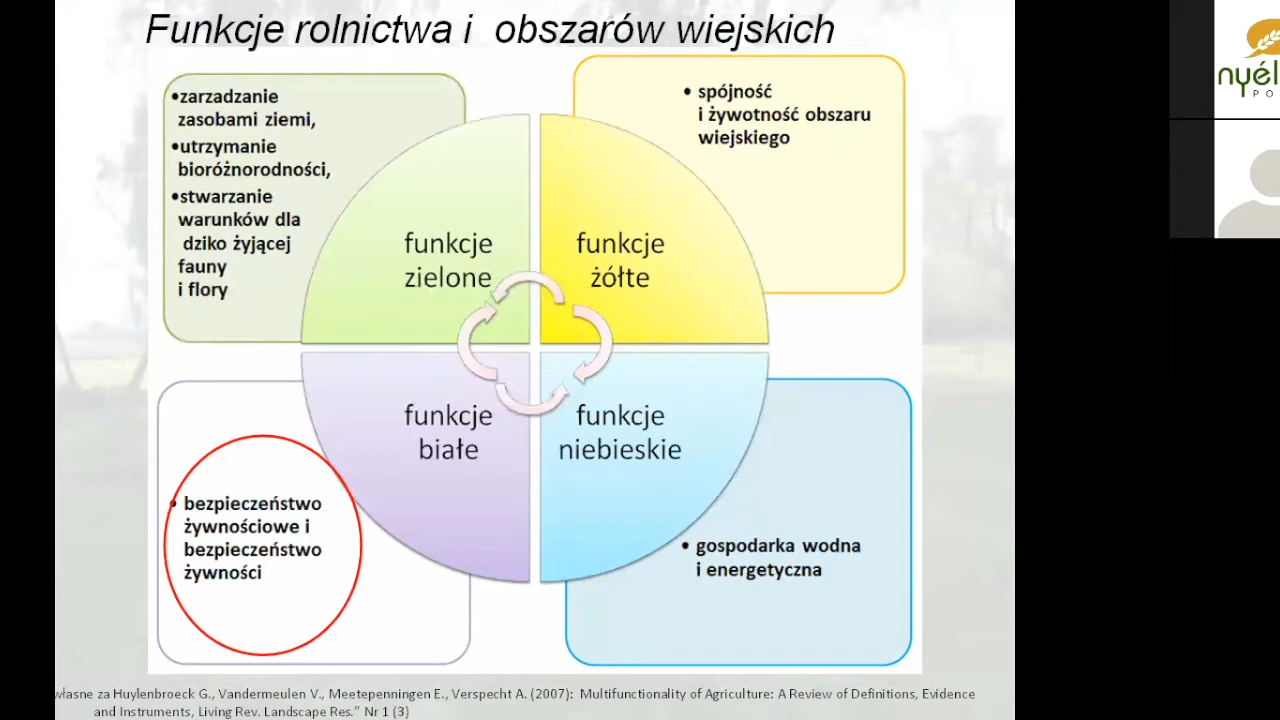 Funkcje rolnictwa i obszarów wiejskich
•zarzadzanie
zasobami ziemi,
•utrzymanie
bioróżnorodności,
•stwarzanie
warunków dla
dziko żyjącej
fauny
i flory
• spójność
i żywotność obszaru
wiejskiego
funkcje
zielone
funkcje
żółte
funkcje
białe
funkcje
niebieskie
• bezpieczeństwo
żywnościowe i
bezpieczeństwo
żywności
• gospodarka wodna
i energetyczna
własne za Huylenbroeck G., Vandermeulen V., Meetepenningen E., Verspecht A. (2007): Multifunctionality of Agriculture: A Review of Definitions, Evidence
and Instruments, Living Rev. Landscape Res.” Nr 1 (3)
nyél
PO